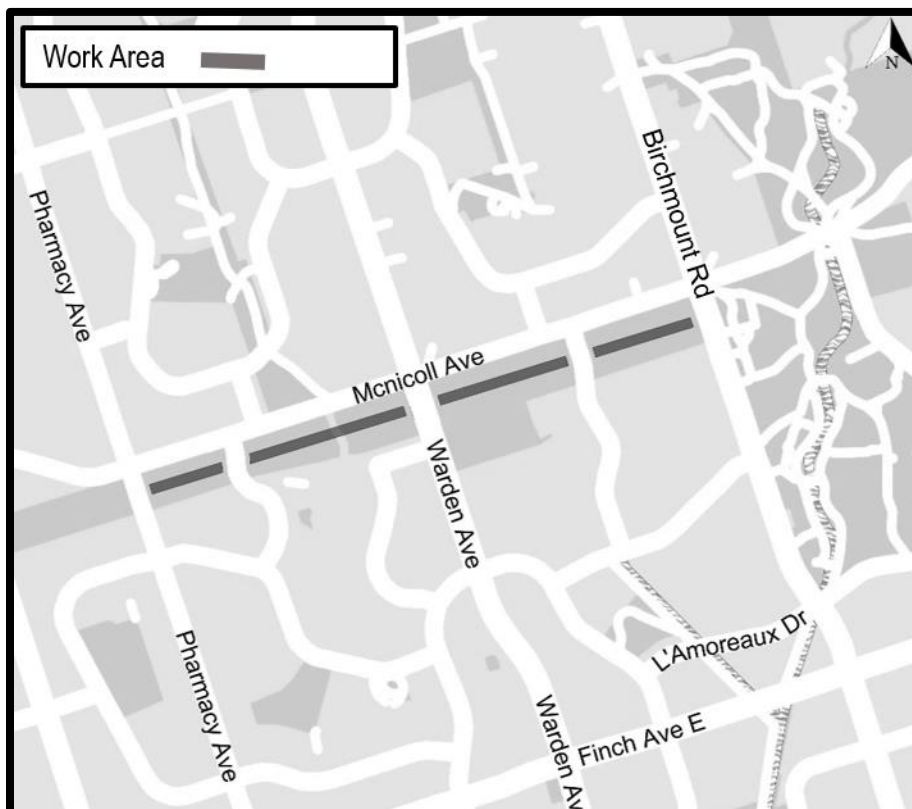 Work Area
N
Birchmount Rd
Pharmacy Ave
Mcnicoll Ave
Warden Ave
L'Amoreaux Dr
Pharmacy Ave
Warden Av
Finch Ave E